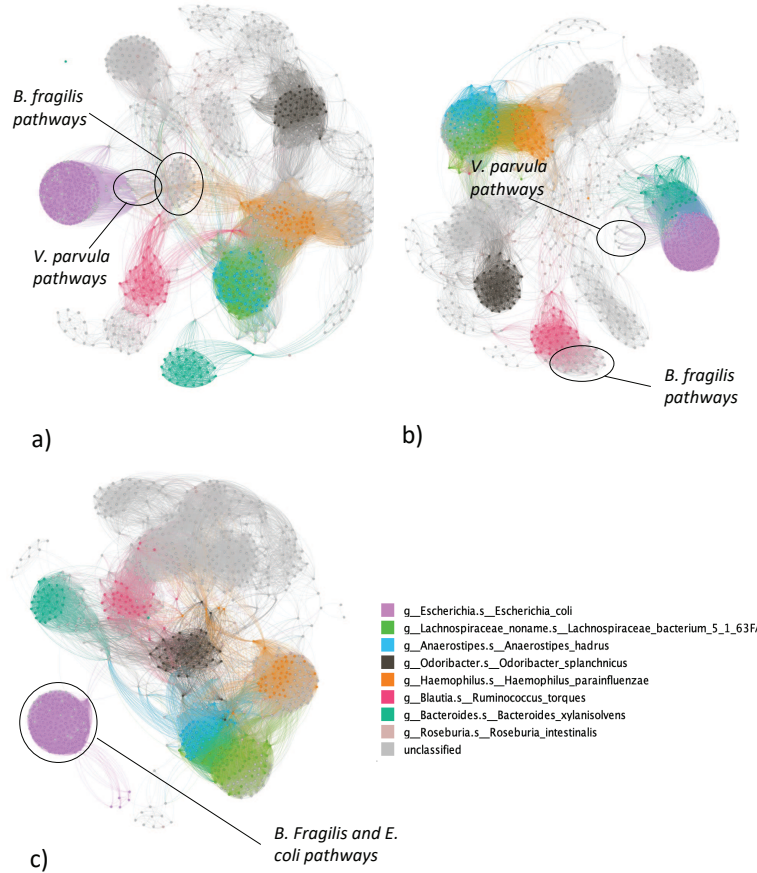 B. fragilis
pathways
V. parvula
pathways
a)
V. parvula
pathways
B. fragilis
pathways
b)
g__Escherichia.s__Escherichia_coli
g__Lachnospiraceae_noname.s__Lachnospiraceae_bacterium_5_1_63FA
g__Anaerostipes.s__Anaerostipes_hadrus
g__Odoribacter.s__Odoribacter_splanchnicus
g__Haemophilus.s__Haemophilus_parainfluenzae
g__Blautia.s__Ruminococcus_torques
g__Bacteroides.s__Bacteroides_xylanisolvens
g__Roseburia.s__Roseburia_intestinalis
unclassified
B. Fragilis and E.
coli pathways
c)